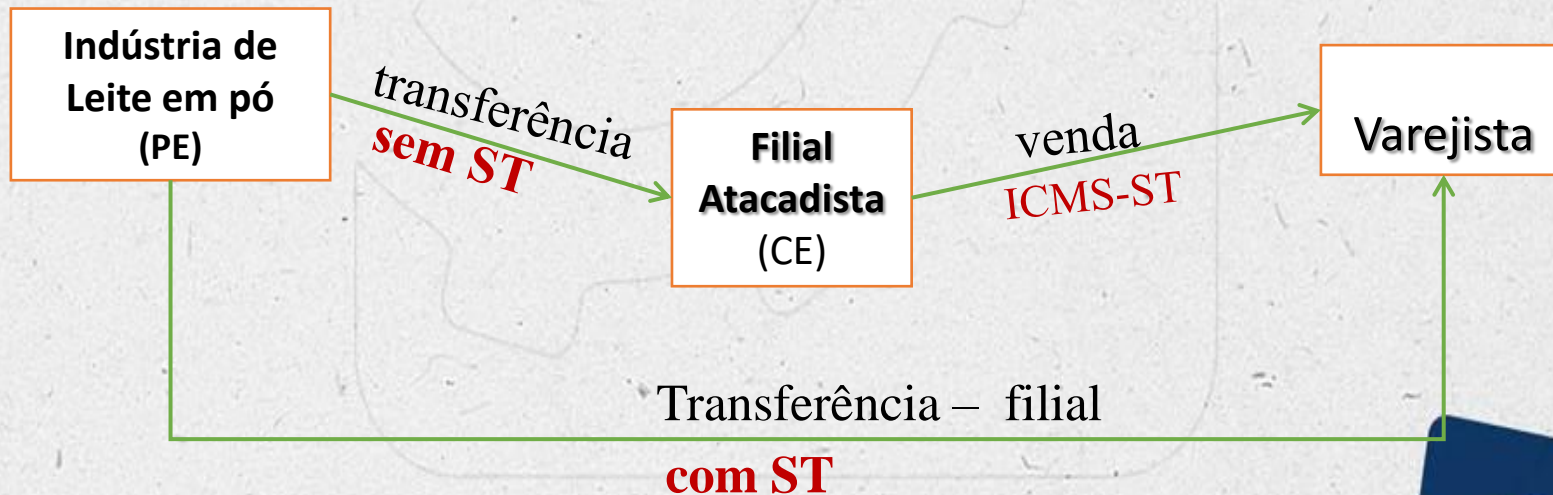 Indústria de
Leite em pó
(PE)
transferência
sem ST
Filial
Atacadista
(CE)
venda
ICMS-ST
Varejista
Transferência – filial
com ST